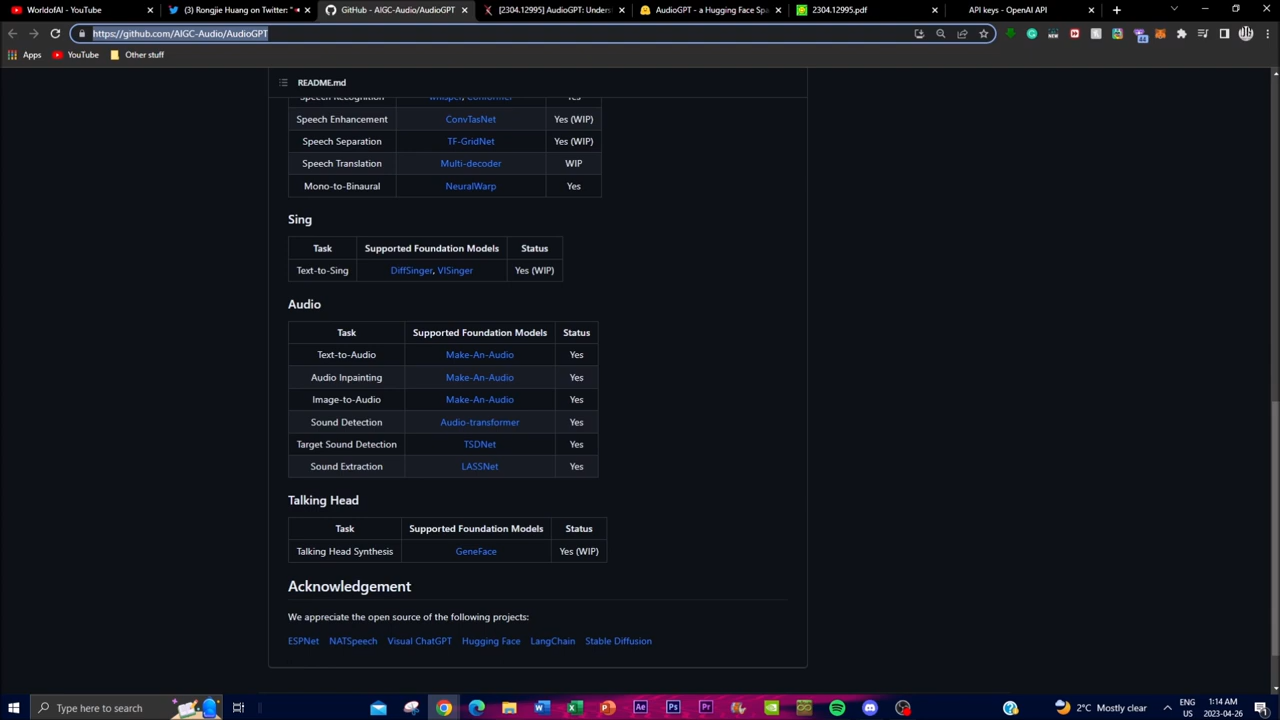 WorldofAI - YouTube
(3) Rongjie Huang on Twitter: "
GitHub - AIGC-Audio/AudioGPT
[2304.12995] AudioGPT: Unders
AudioGPT - a Hugging Face Spa
2304.12995.pdf
API keys - OpenAI API
https://github.com/AIGC-Audio/AudioGPT
Apps YouTube Other stuff
README.md
Speech Recognition Whisper, Conformer Yes
Speech Enhancement ConvTasNet Yes (WIP)
Speech Separation TF-GridNet Yes (WIP)
Speech Translation Multi-decoder WIP
Mono-to-Binaural NeuralWarp Yes
Sing
Task Supported Foundation Models Status
Text-to-Sing DiffSinger, VISinger Yes (WIP)
Audio
Task Supported Foundation Models Status
Text-to-Audio Make-An-Audio Yes
Audio Inpainting Make-An-Audio Yes
Image-to-Audio Make-An-Audio Yes
Sound Detection Audio-transformer Yes
Target Sound Detection TSDNet Yes
Sound Extraction LASSNet Yes
Talking Head
Task Supported Foundation Models Status
Talking Head Synthesis GeneFace Yes (WIP)
Acknowledgement
We appreciate the open source of the following projects:
ESPNet NATSpeech Visual ChatGPT Hugging Face LangChain Stable Diffusion
Type here to search
2°C Mostly clear
ENG
US
1:14 AM
2023-04-26